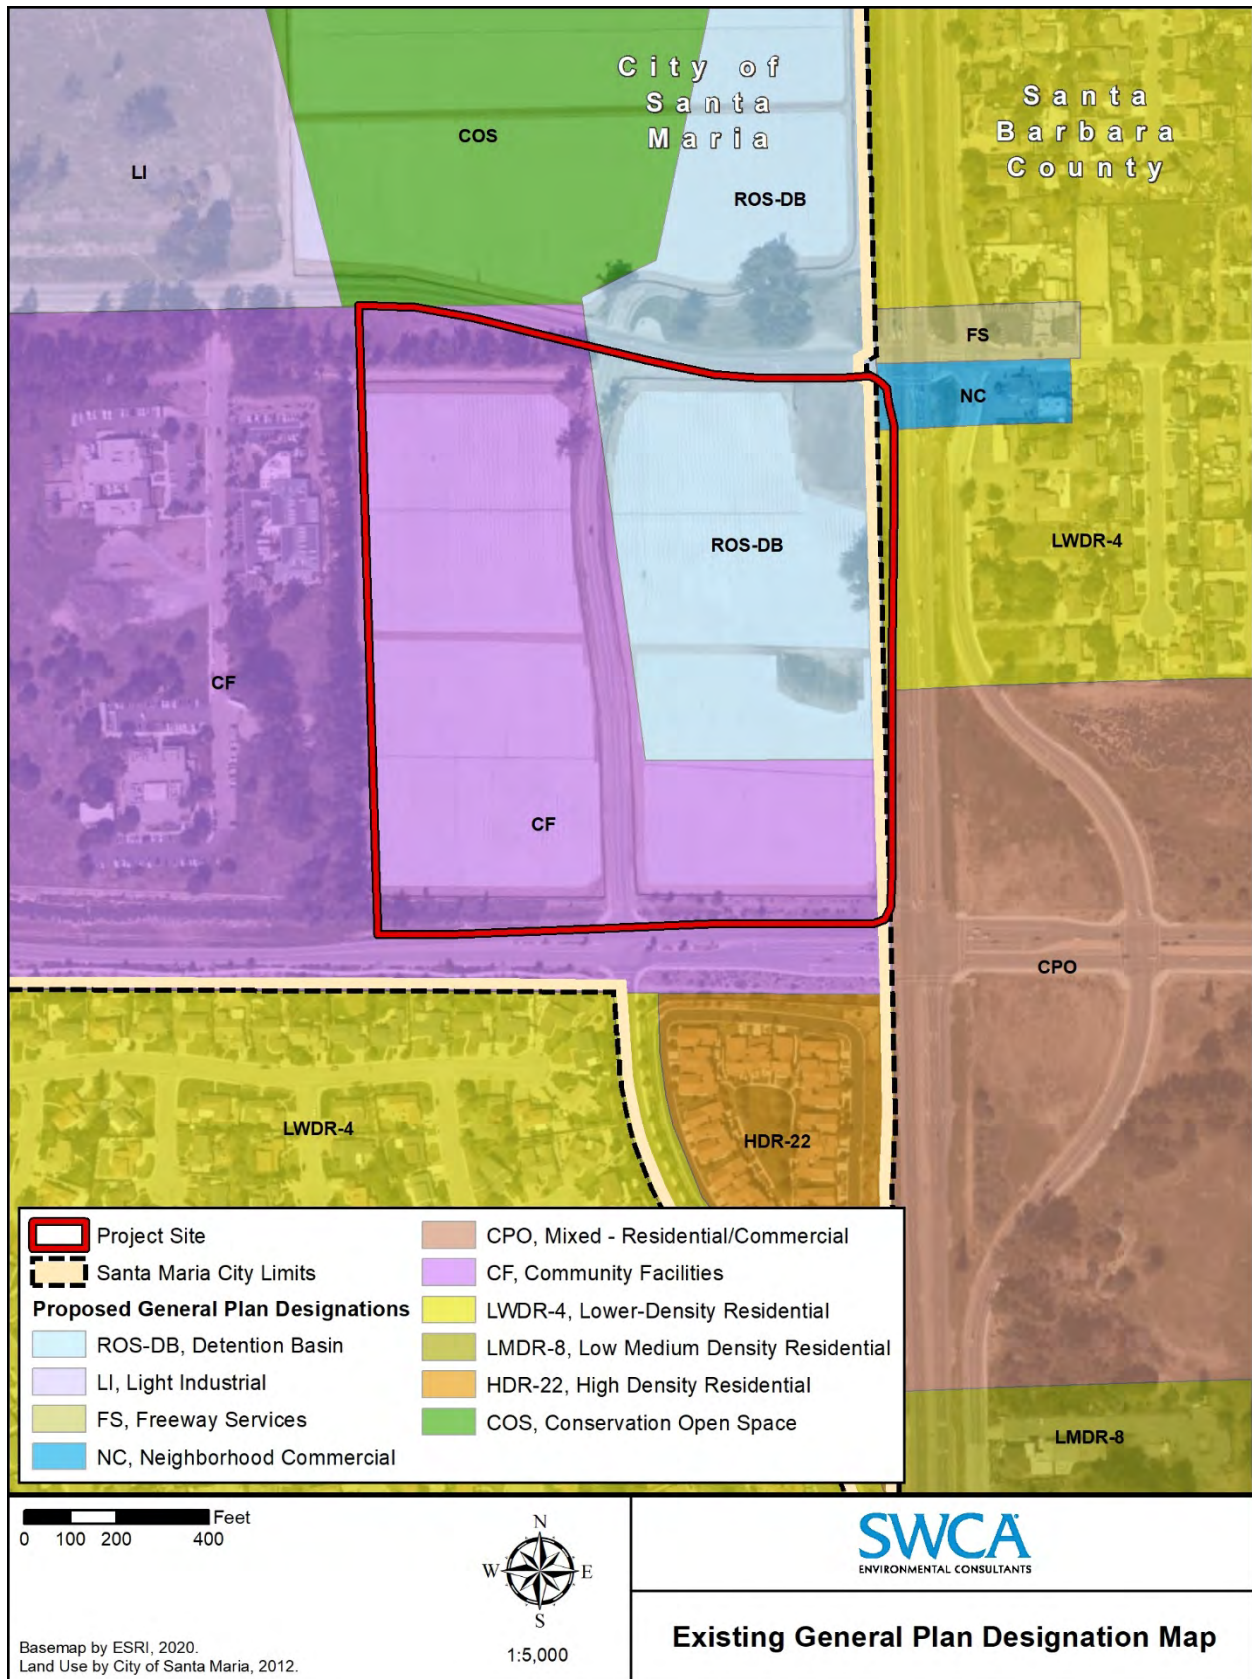 City of
Santa
Maria
Santa
Barbara
County
COS
LI
ROS-DB
FS
NC
ROS-DB
LWDR-4
CF
CF
CPO
LWDR-4
HDR-22
LMDR-8
Project Site
Santa Maria City Limits
Proposed General Plan Designations
ROS-DB, Detention Basin
LI, Light Industrial
FS, Freeway Services
NC, Neighborhood Commercial
CPO, Mixed - Residential/Commercial
CF, Community Facilities
LWDR-4, Lower-Density Residential
LMDR-8, Low Medium Density Residential
HDR-22, High Density Residential
COS, Conservation Open Space
Feet
0 100 200 400
N
W E
S
1:5,000
Basemap by ESRI, 2020.
Land Use by City of Santa Maria, 2012.
SWCA
ENVIRONMENTAL CONSULTANTS
Existing General Plan Designation Map